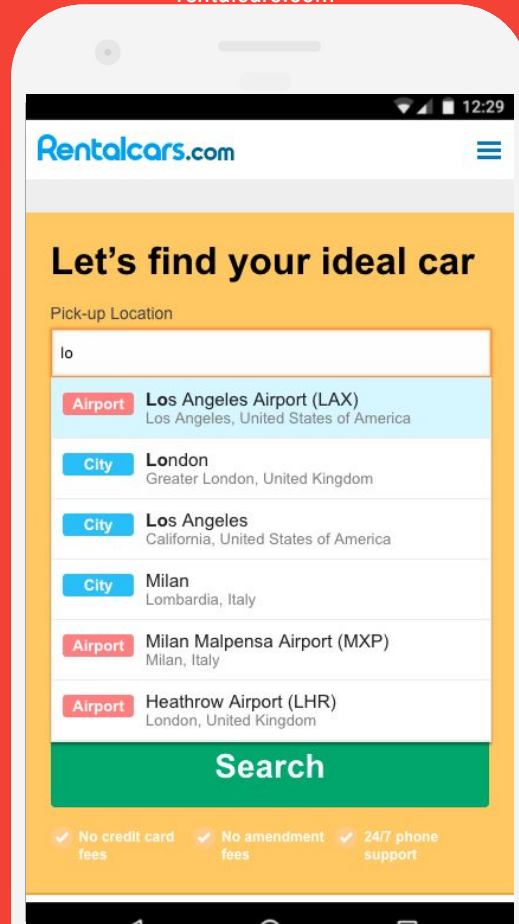 rentalcars.com
12:29
Rentalcars.com
Let's find your ideal car
Pick-up Location
lo
Airport Los Angeles Airport (LAX)
Los Angeles, United States of America
City London
Greater London, United Kingdom
City Los Angeles
California, United States of America
City Milan
Lombardia, Italy
Airport Milan Malpensa Airport (MXP)
Milan, Italy
Airport Heathrow Airport (LHR)
London, United Kingdom
Search
No credit card fees
No amendment fees
24/7 phone support